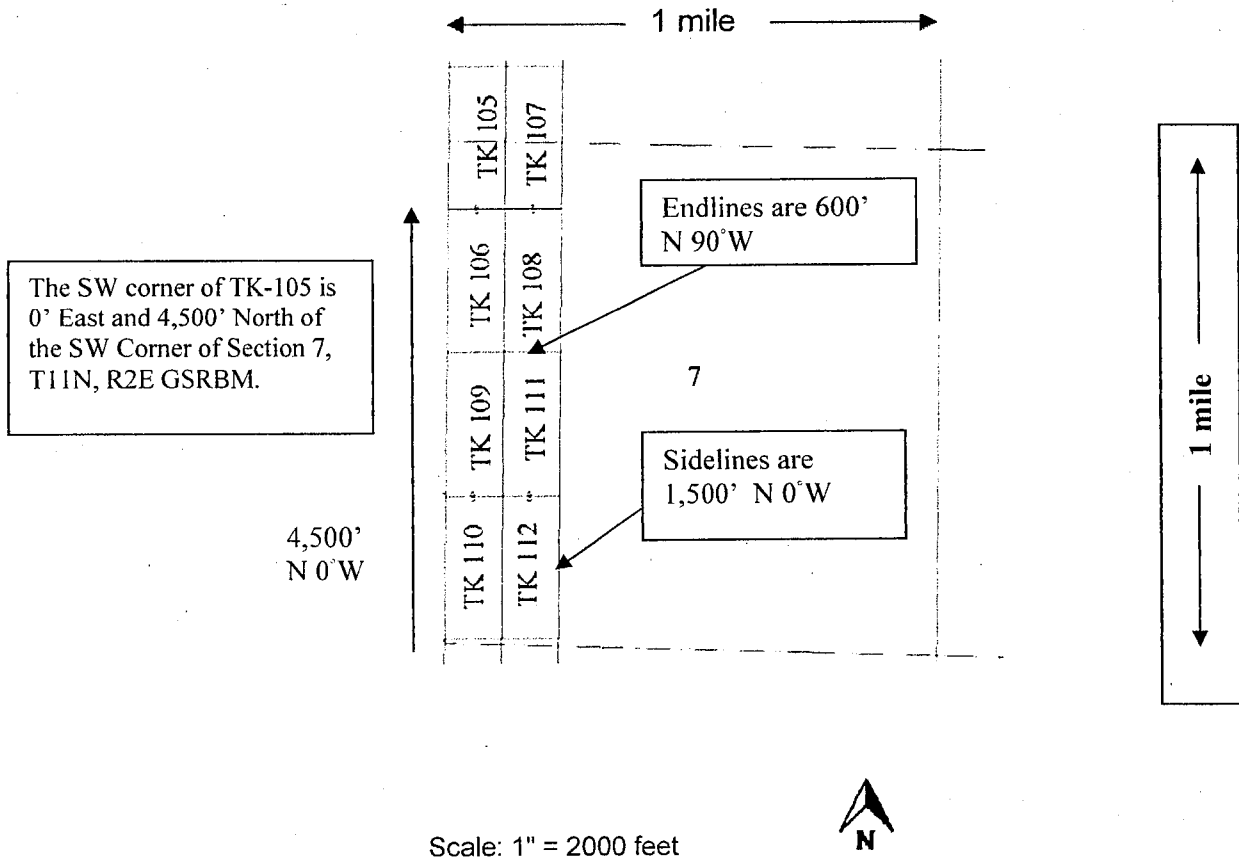 1 mile
TK 105
TK 107
Endlines are 600'
N 90°W
The SW corner of TK-105 is
0' East and 4,500' North of
the SW Corner of Section 7,
T11N, R2E GSRBM.
TK 106
TK 108
7
1 mile
TK 109
TK 111
Sidelines are
1,500' N 0°W
4,500'
N 0°W
TK 110
TK 112
N
Scale: 1" = 2000 feet